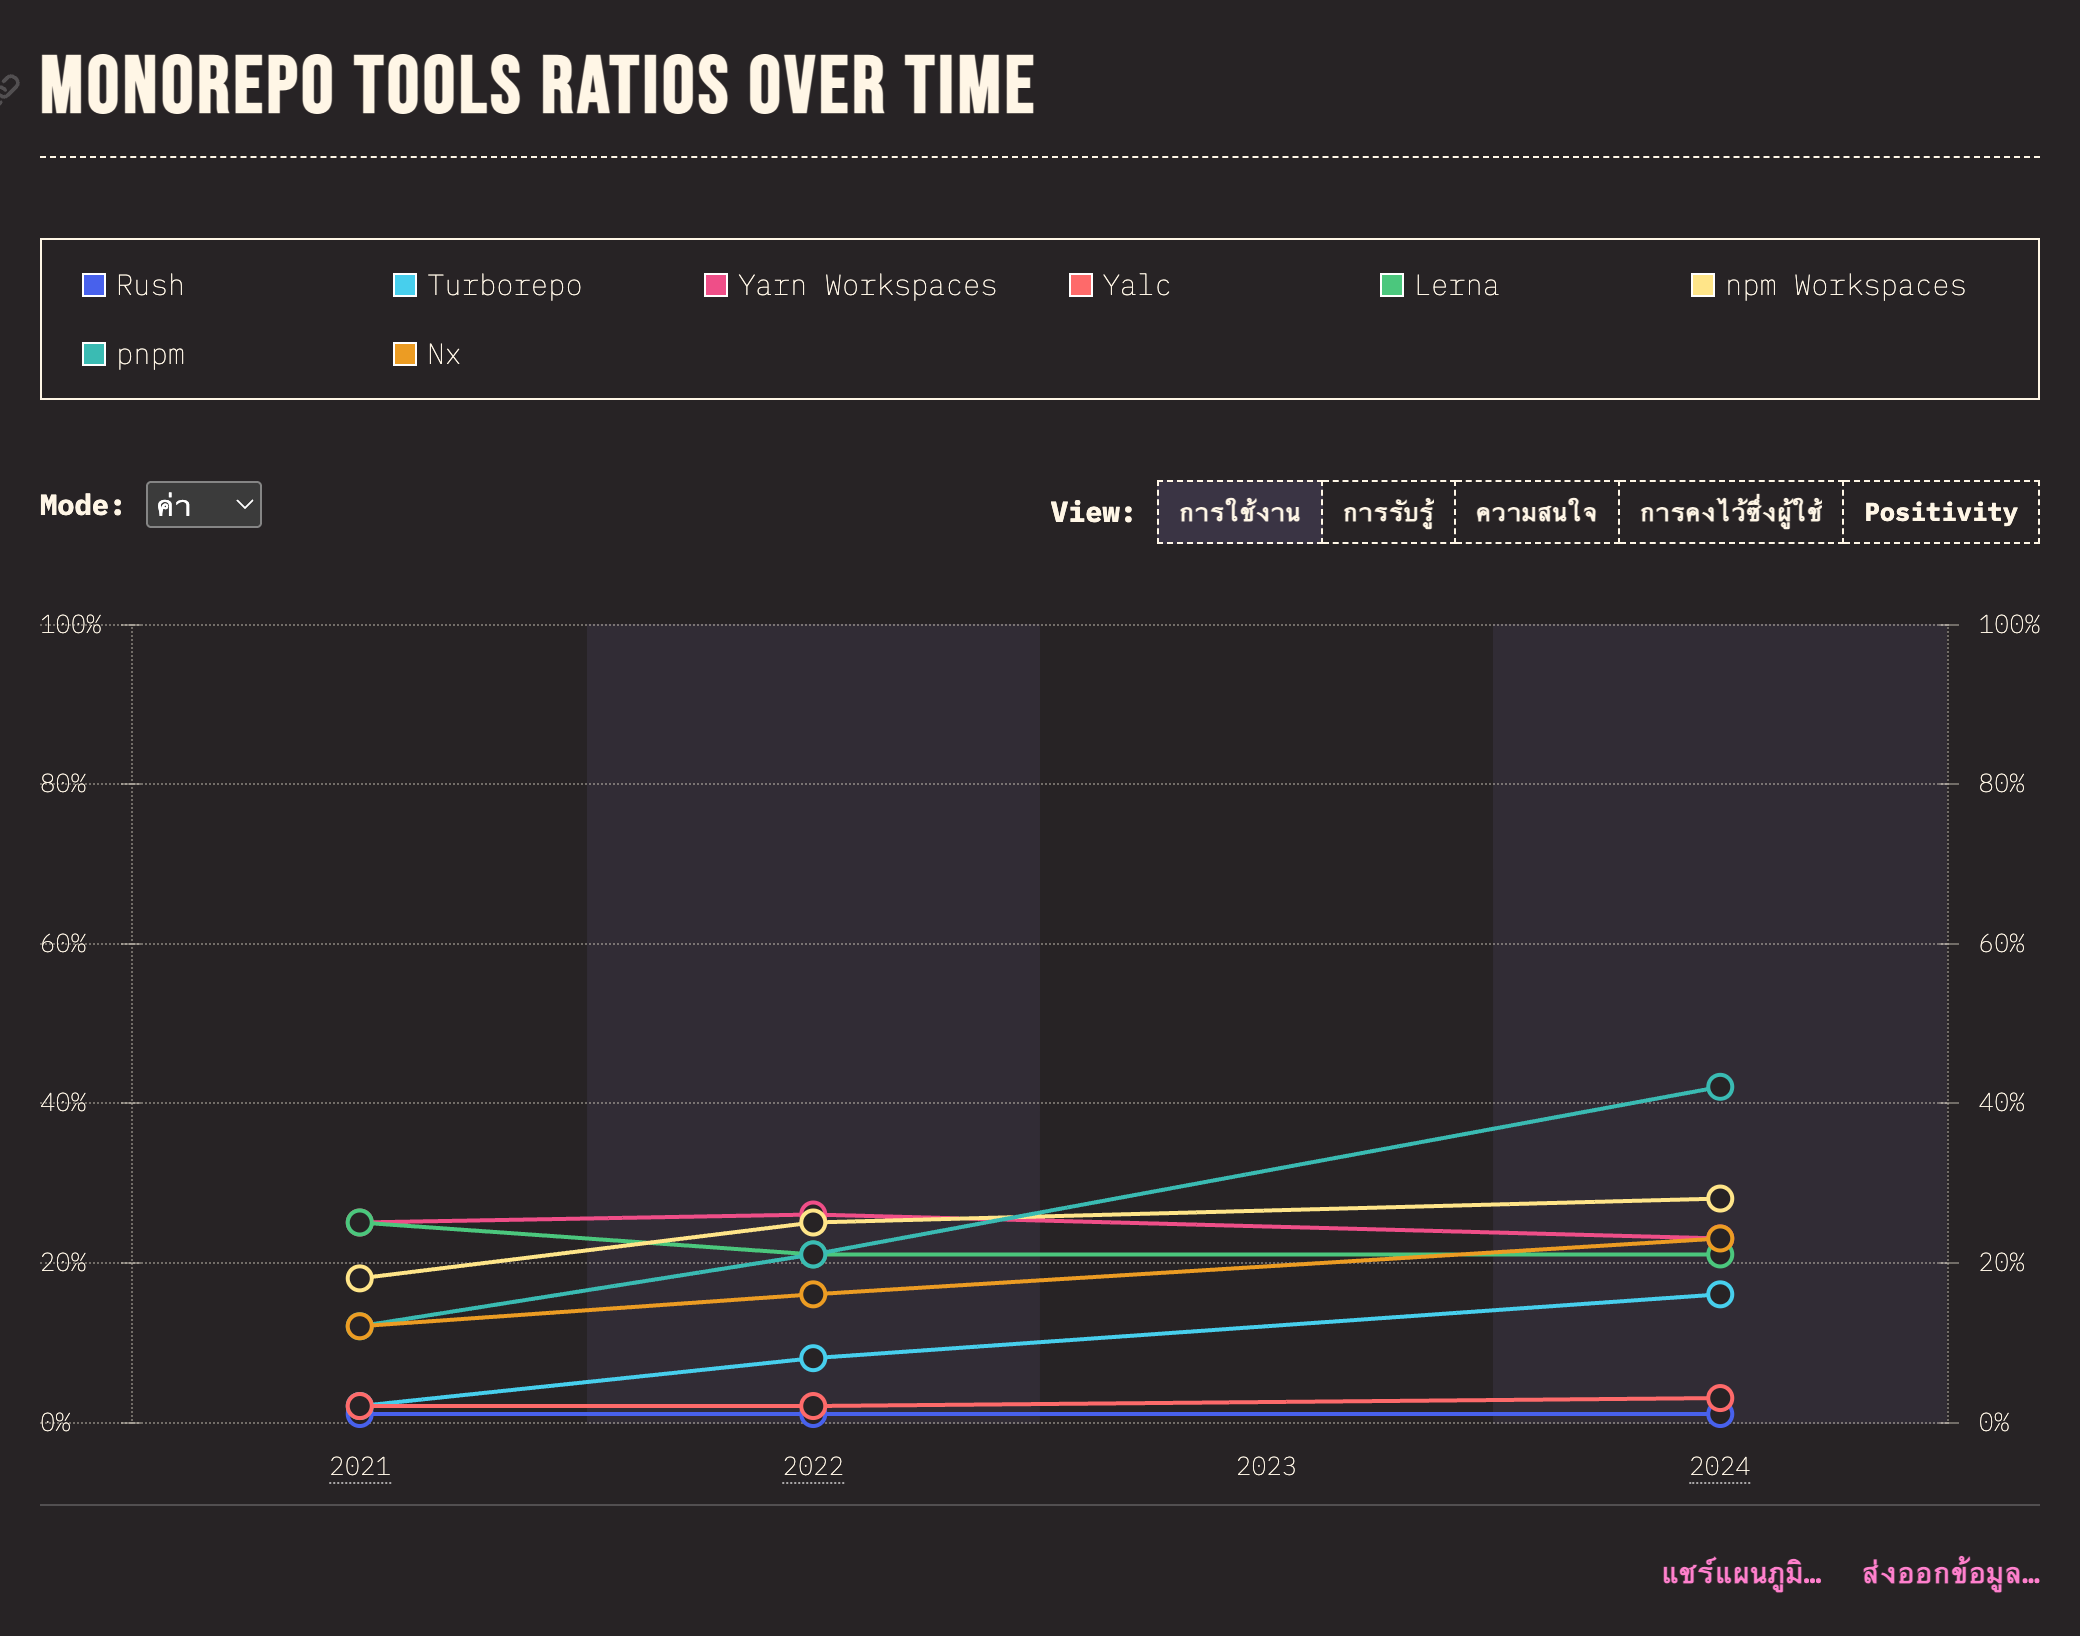 MONOREPO TOOLS RATIOS OVER TIME
Rush Turborepo Yarn Workspaces Yalc Lerna npm Workspaces
pnpm Nx
Mode: ค่า View: การใช้งาน การรับรู้ ความสนใจ การคงไว้ซึ่งผู้ใช้ Positivity
100% 100%
80% 80%
60% 60%
40% 40%
20% 20%
0% 0%
2021 2022 2023 2024
แชร์แผนภูมิ… ส่งออกข้อมูล…